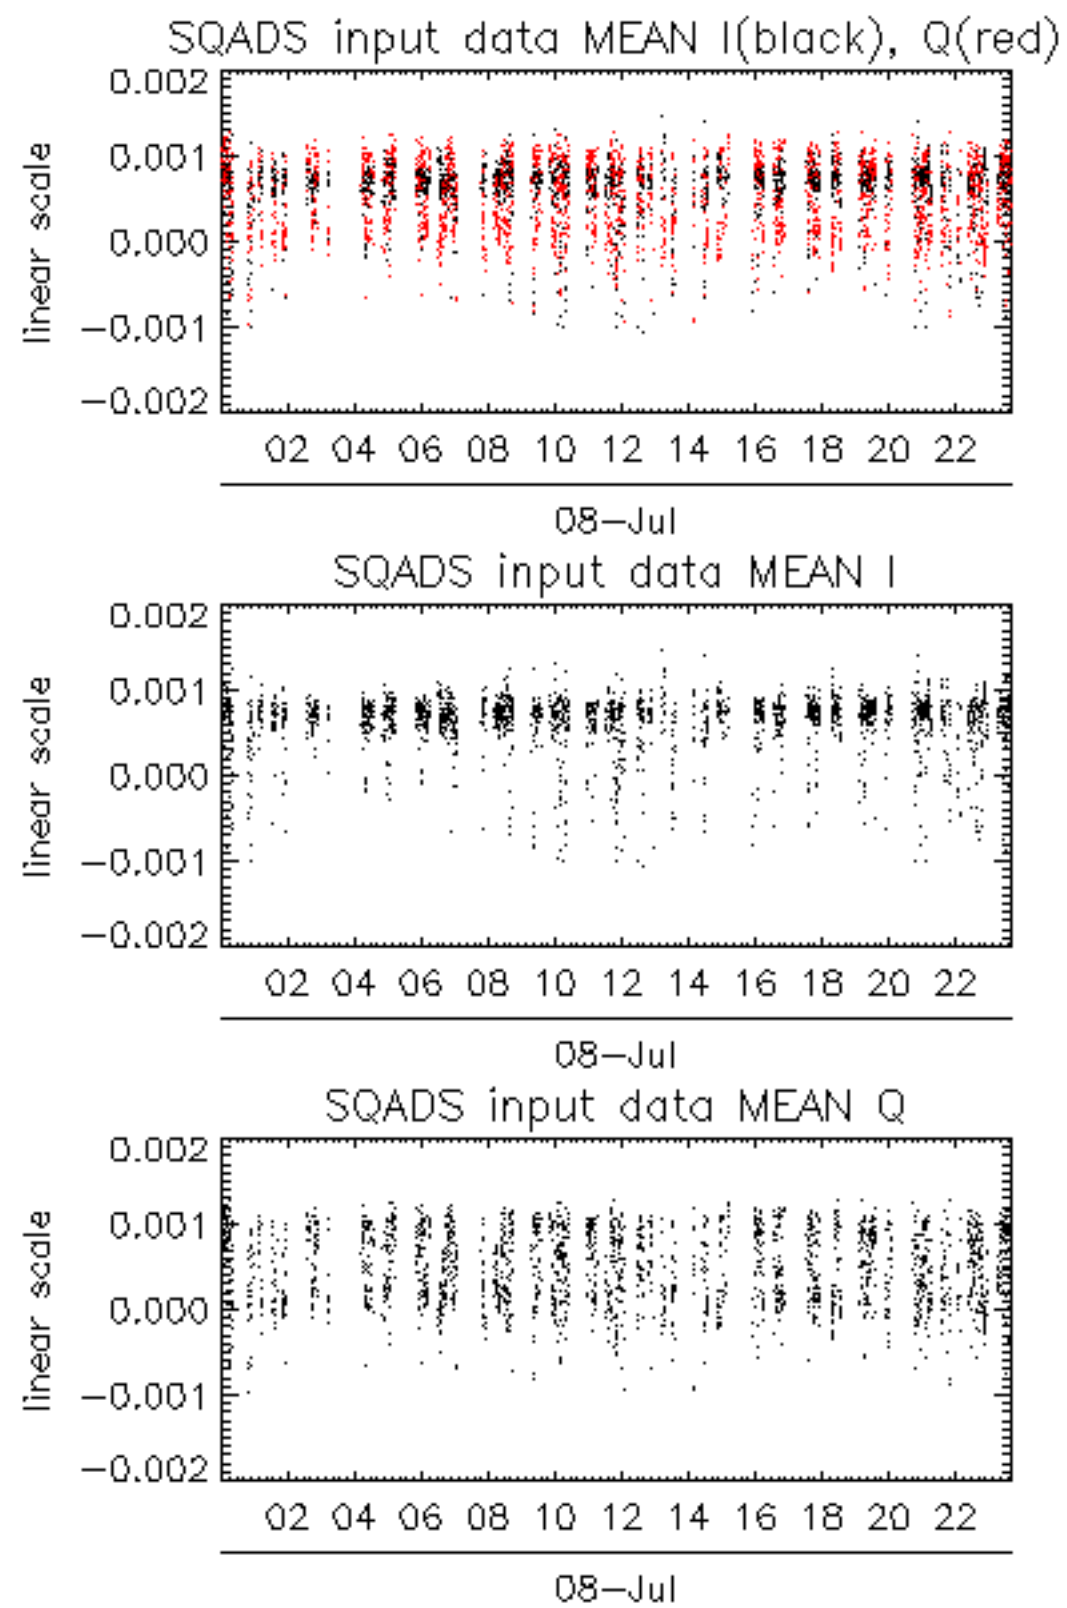 SQADS input data MEAN I(black), Q(red)
0.002
0.001
0.000
−0.001
−0.002
linear scale
02 04 06 08 10 12 14 16 18 20 22
08−Jul
SQADS input data MEAN I
0.002
0.001
0.000
−0.001
−0.002
linear scale
02 04 06 08 10 12 14 16 18 20 22
08−Jul
SQADS input data MEAN Q
0.002
0.001
0.000
−0.001
−0.002
linear scale
02 04 06 08 10 12 14 16 18 20 22
08−Jul